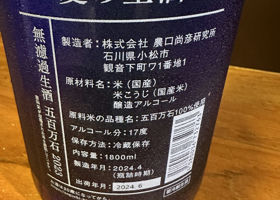 製造者：株式会社 農口尚彦研究所
石川県小松市
観音下町ワ1番1
原材料名：米（国産）
米こうじ（国産米）
醸造アルコール
原料米の品種名：五百万石100%使用
アルコール分：17度
保存方法：冷蔵保存
内容量：1800ml
製造年月：2024.4
（瓶詰時期）
出荷年月 2024.6
無濾過生酒 五百万石 2024